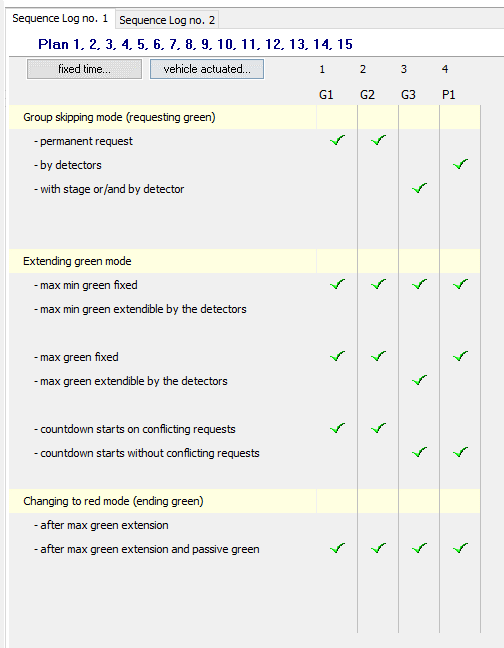 Sequence Log no. 1 Sequence Log no. 2
Plan 1, 2, 3, 4, 5, 6, 7, 8, 9, 10, 11, 12, 13, 14, 15
fixed time... vehicle actuated... 1 2 3 4
G1 G2 G3 P1
Group skipping mode (requesting green)
- permanent request
- by detectors
- with stage or/and by detector
Extending green mode
- max min green fixed
- max min green extendible by the detectors
- max green fixed
- max green extendible by the detectors
- countdown starts on conflicting requests
- countdown starts without conflicting requests
Changing to red mode (ending green)
- after max green extension
- after max green extension and passive green